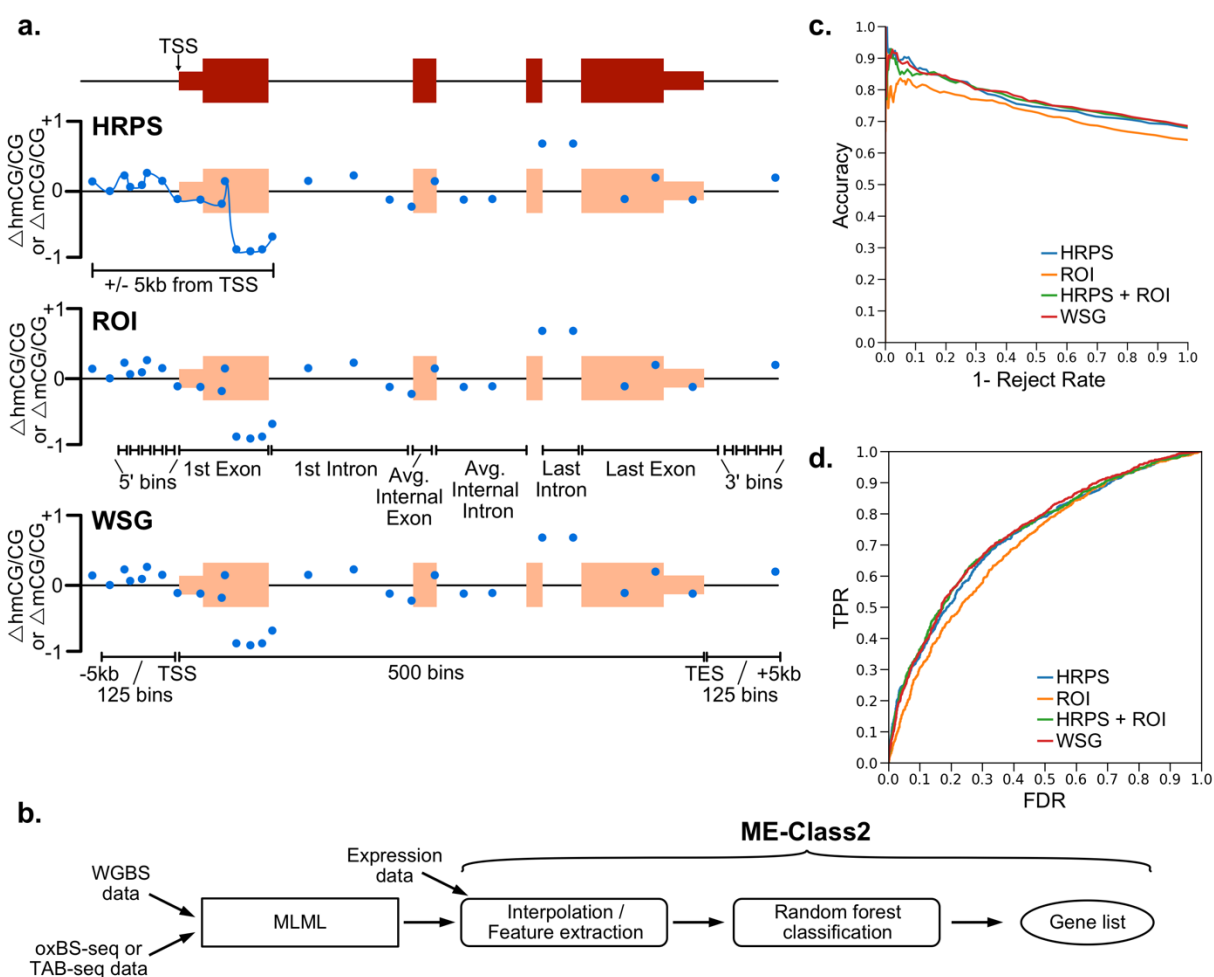 a.
TSS
+1
HRPS
0
-1
△hmCG/CG
or △mCG/CG
+/- 5kb from TSS
+1
ROI
0
-1
△hmCG/CG
or △mCG/CG
5' bins
1st Exon
1st Intron
Avg.
Internal
Exon
Avg.
Internal
Intron
Last
Intron
Last Exon
3' bins
+1
WSG
0
-1
△hmCG/CG
or △mCG/CG
-5kb
TSS
125 bins
500 bins
TES
+5kb
125 bins
c.
1.0
0.9
0.8
0.7
0.6
0.5
0.4
0.3
0.2
0.1
0.0
Accuracy
HRPS
ROI
HRPS + ROI
WSG
0.0 0.1 0.2 0.3 0.4 0.5 0.6 0.7 0.8 0.9 1.0
1- Reject Rate
d.
1.0
0.9
0.8
0.7
0.6
0.5
0.4
0.3
0.2
0.1
0.0
TPR
HRPS
ROI
HRPS + ROI
WSG
0.0 0.1 0.2 0.3 0.4 0.5 0.6 0.7 0.8 0.9 1.0
FDR
b.
ME-Class2
WGBS
data
oxBS-seq or
TAB-seq data
MLML
Expression
data
Interpolation /
Feature extraction
Random forest
classification
Gene list